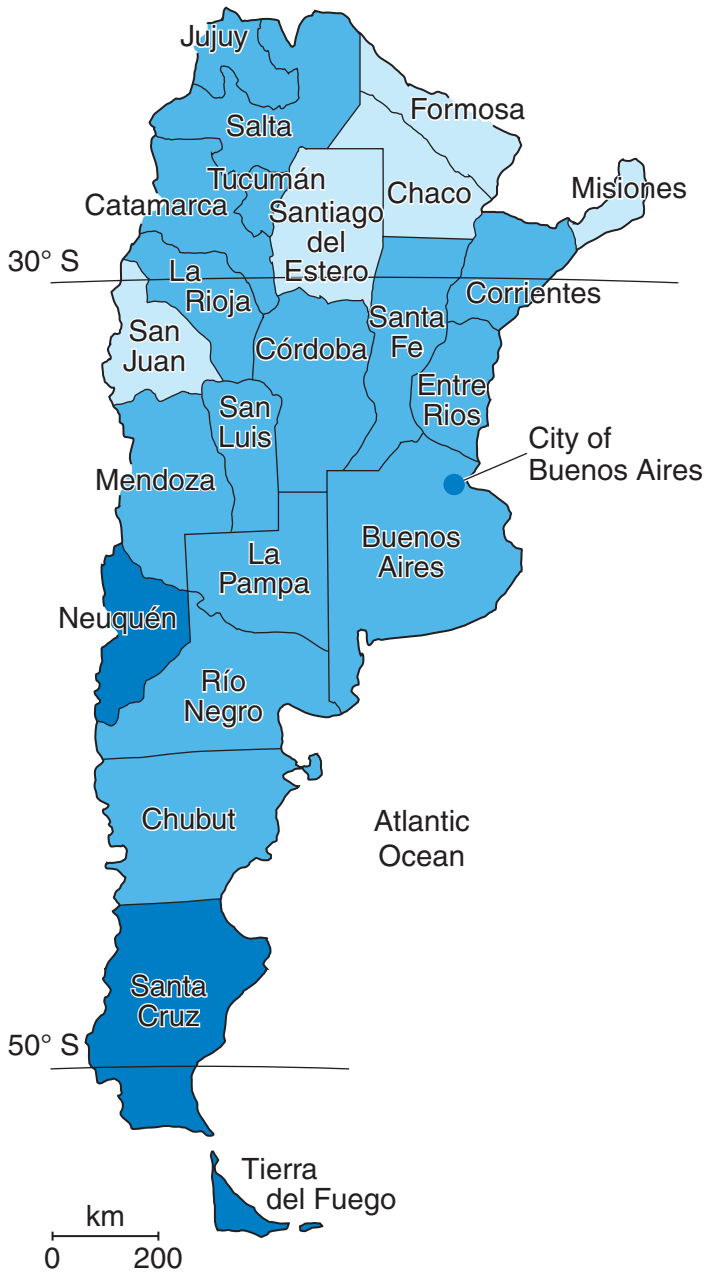 Jujuy
Formosa
Salta
Tucumán
Misiones
Chaco
Catamarca
Santiago
del
Estero
30° S
La
Rioja
Corrientes
San
Juan
Santa
Fe
Córdoba
Entre
Rios
San
Luis
City of
Buenos Aires
Mendoza
Buenos
Aires
La
Pampa
Neuquén
Río
Negro
Chubut
Atlantic
Ocean
Santa
Cruz
50° S
Tierra
del Fuego
km
0 200